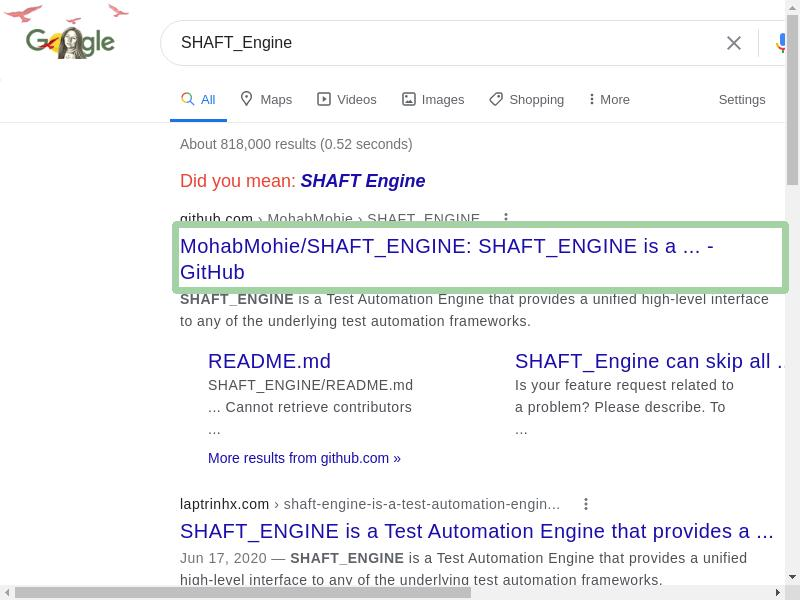 Google
SHAFT_Engine
All Maps Videos Images Shopping More Settings
About 818,000 results (0.52 seconds)
Did you mean: SHAFT Engine
github.com › MohabMohie › SHAFT_ENGINE
MohabMohie/SHAFT_ENGINE: SHAFT_ENGINE is a ... -
GitHub
SHAFT_ENGINE is a Test Automation Engine that provides a unified high-level interface
to any of the underlying test automation frameworks.
README.md
SHAFT_ENGINE/README.md
... Cannot retrieve contributors
...
SHAFT_Engine can skip all ..
Is your feature request related to
a problem? Please describe. To
...
More results from github.com »
laptrinhx.com › shaft-engine-is-a-test-automation-engin...
SHAFT_ENGINE is a Test Automation Engine that provides a ...
Jun 17, 2020 — SHAFT_ENGINE is a Test Automation Engine that provides a unified
high-level interface to any of the underlying test automation frameworks.